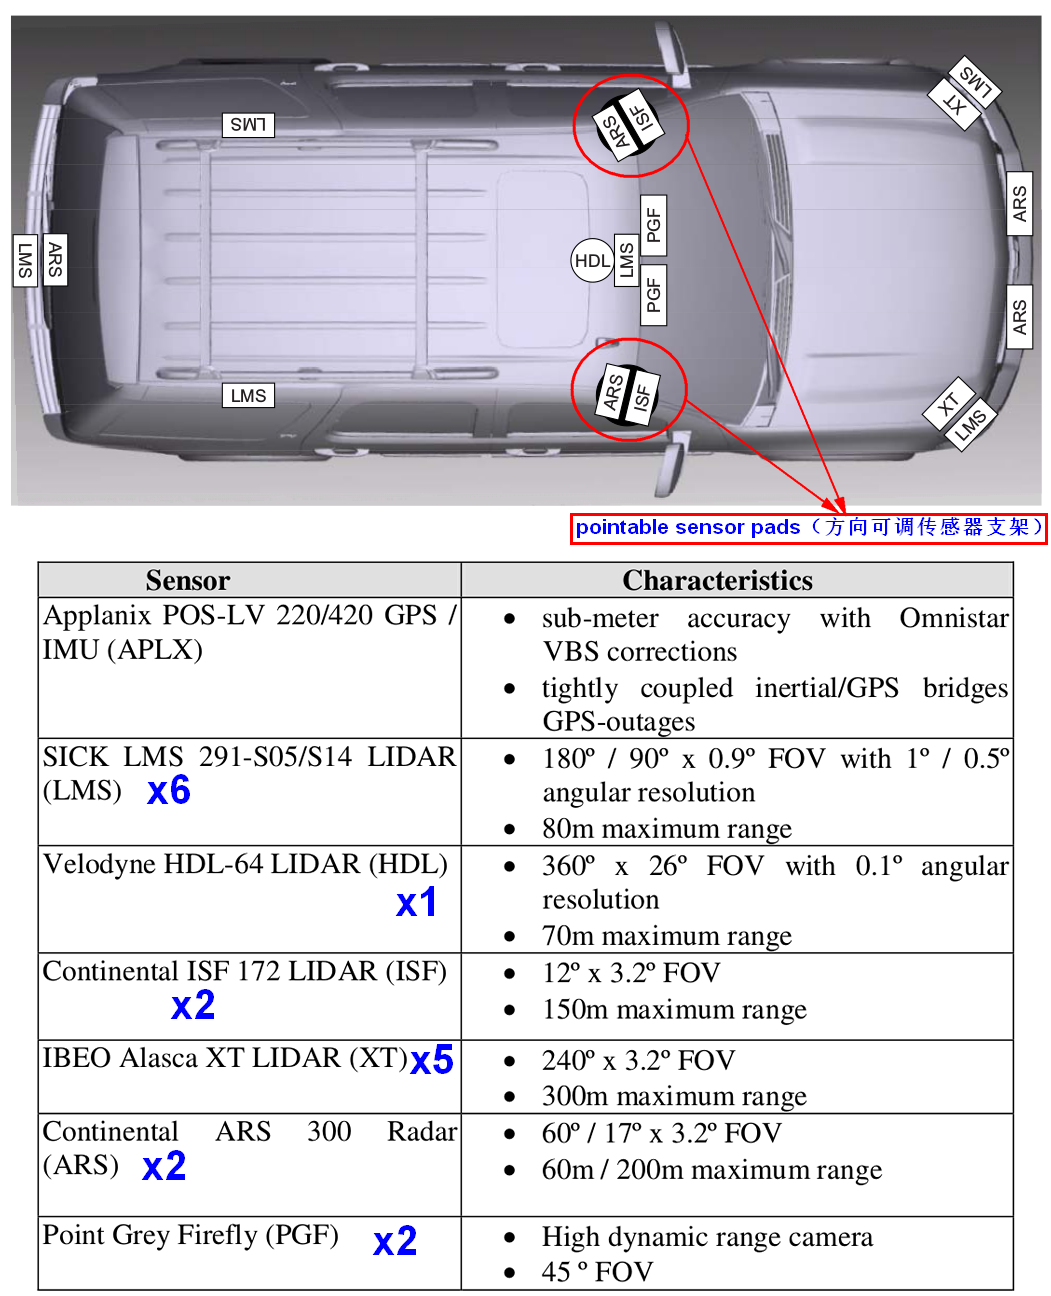 LMS
XT
LMS
ARS
ISF
ARS
PGF
LMS
ARS
HDL
LMS
PGF
ARS
ARS
ISF
LMS
XT
LMS
pointable sensor pads（方向可调传感器支架）
Sensor
Characteristics
Applanix POS-LV 220/420 GPS /
IMU (APLX)
• sub-meter accuracy with Omnistar
VBS corrections
• tightly coupled inertial/GPS bridges
GPS-outages
SICK LMS 291-S05/S14 LIDAR
(LMS) x6
• 180º / 90º x 0.9º FOV with 1º / 0.5º
angular resolution
• 80m maximum range
Velodyne HDL-64 LIDAR (HDL)
x1
• 360º x 26º FOV with 0.1º angular
resolution
• 70m maximum range
Continental ISF 172 LIDAR (ISF)
x2
• 12º x 3.2º FOV
• 150m maximum range
IBEO Alasca XT LIDAR (XT) x5
• 240º x 3.2º FOV
• 300m maximum range
Continental ARS 300 Radar
(ARS) x2
• 60º / 17º x 3.2º FOV
• 60m / 200m maximum range
Point Grey Firefly (PGF) x2
• High dynamic range camera
• 45 º FOV